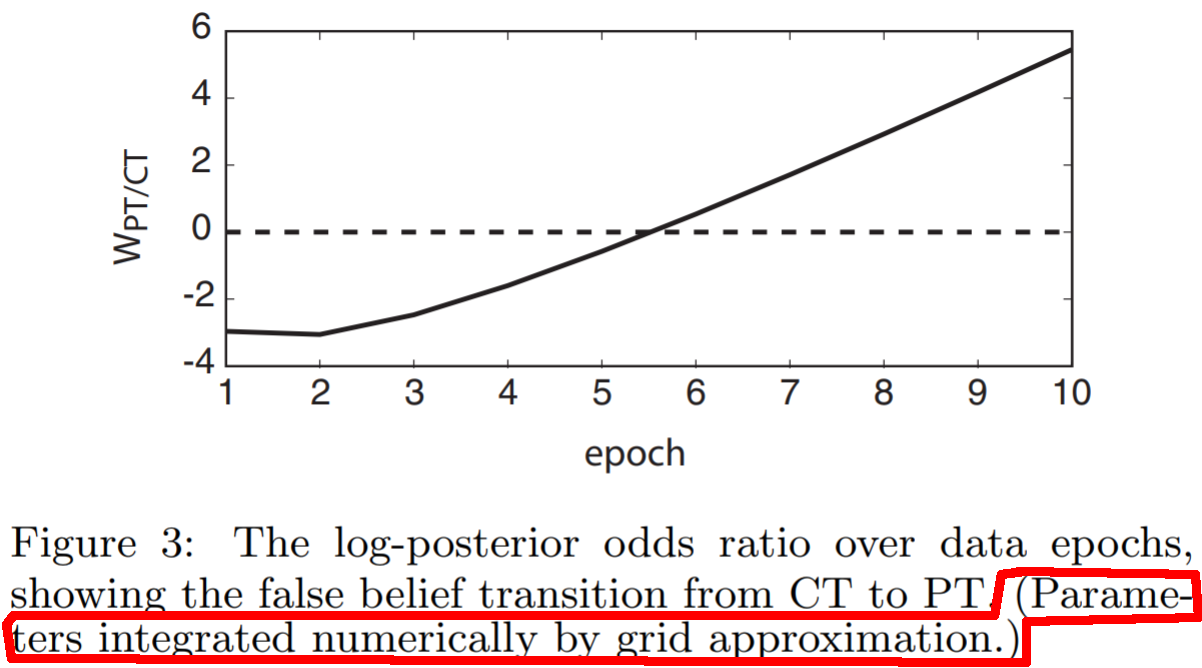 6
4
2
0
-2
-4
WPT/CT
1 2 3 4 5 6 7 8 9 10
epoch
Figure 3: The log-posterior odds ratio over data epochs,
showing the false belief transition from CT to PT. (Parame-
ters integrated numerically by grid approximation.)